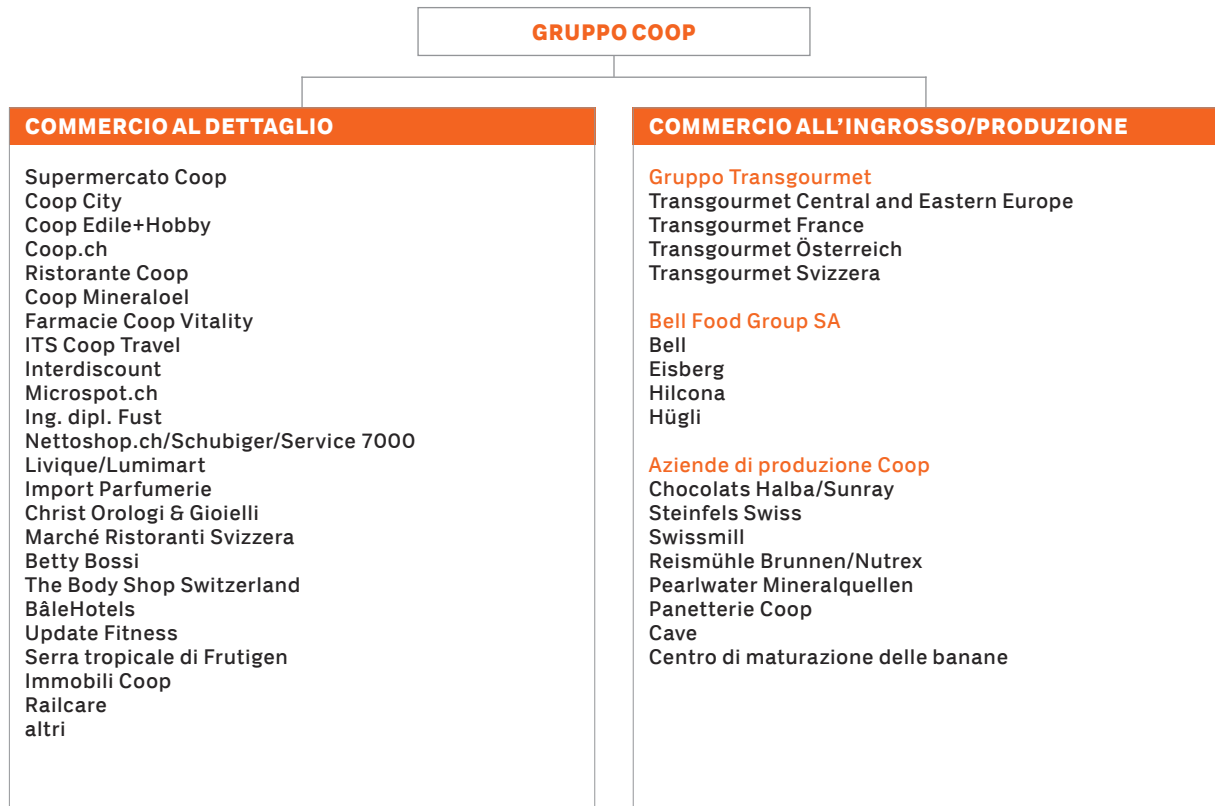 GRUPPO COOP
COMMERCIO AL DETTAGLIO
Supermercato Coop
Coop City
Coop Edile+Hobby
Coop.ch
Ristorante Coop
Coop Mineraloel
Farmacie Coop Vitality
ITS Coop Travel
Interdiscount
Microspot.ch
Ing. dipl. Fust
Nettoshop.ch/Schubiger/Service 7000
Livique/Lumimart
Import Parfumerie
Christ Orologi & Gioielli
Marché Ristoranti Svizzera
Betty Bossi
The Body Shop Switzerland
BâleHotels
Update Fitness
Serra tropicale di Frutigen
Immobili Coop
Railcare
altri
COMMERCIO ALL’INGROSSO/PRODUZIONE
Gruppo Transgourmet
Transgourmet Central and Eastern Europe
Transgourmet France
Transgourmet Österreich
Transgourmet Svizzera
Bell Food Group SA
Bell
Eisberg
Hilcona
Hügli
Aziende di produzione Coop
Chocolats Halba/Sunray
Steinfels Swiss
Swissmill
Reismühle Brunnen/Nutrex
Pearlwater Mineralquellen
Panetterie Coop
Cave
Centro di maturazione delle banane